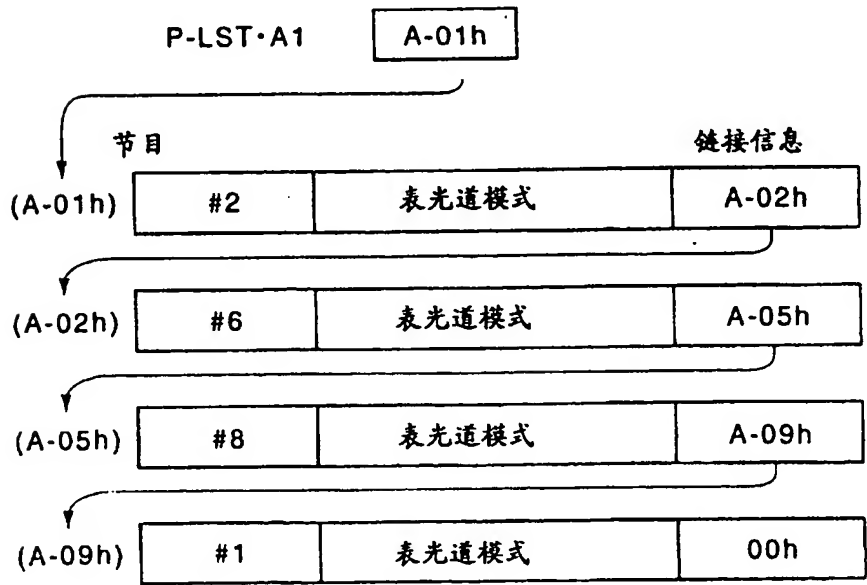 P-LST·A1 A-01h
节目 链接信息
(A-01h) #2 表光道模式 A-02h
(A-02h) #6 表光道模式 A-05h
(A-05h) #8 表光道模式 A-09h
(A-09h) #1 表光道模式 00h